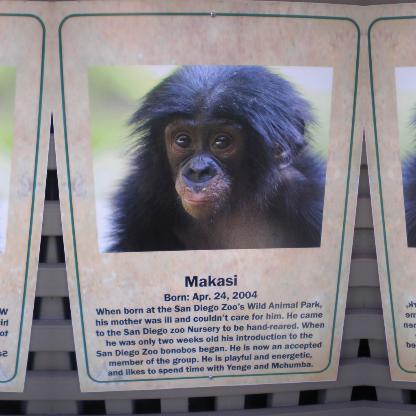 Makasi
Born: Apr. 24, 2004
When born at the San Diego Zoo's Wild Animal Park,
his mother was ill and couldn't care for him. He came
to the San Diego zoo Nursery to be hand-reared. When
he was only two weeks old his introduction to the
San Diego Zoo bonobos began. He is now an accepted
member of the group. He is playful and energetic,
and likes to spend time with Yenge and Mchumba.